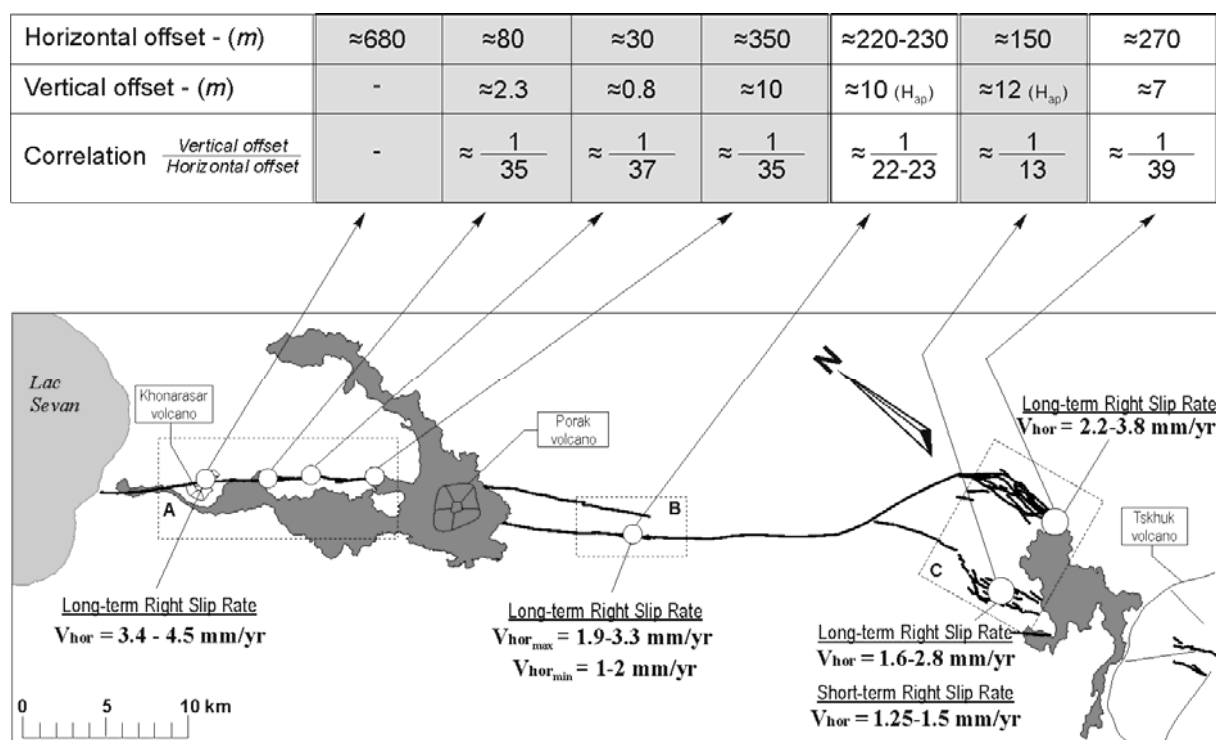 Horizontal offset - (m) ≈680 ≈80 ≈30 ≈350 ≈220-230 ≈150 ≈270
Vertical offset - (m) - ≈2.3 ≈0.8 ≈10 ≈10 (Hap) ≈12 (Hap) ≈7
Correlation Vertical offset / Horizontal offset - ≈ 1/35 ≈ 1/37 ≈ 1/35 ≈ 1/22-23 ≈ 1/13 ≈ 1/39
N
Lac
Sevan
Khonarasar
volcano
Porak
volcano
Long-term Right Slip Rate
Vhor = 2.2-3.8 mm/yr
Tskhuk
volcano
A
B
C
Long-term Right Slip Rate
Vhor = 3.4 - 4.5 mm/yr
Long-term Right Slip Rate
Vhormax = 1.9-3.3 mm/yr
Vhormin = 1-2 mm/yr
Long-term Right Slip Rate
Vhor = 1.6-2.8 mm/yr
Short-term Right Slip Rate
Vhor = 1.25-1.5 mm/yr
0 5 10 km